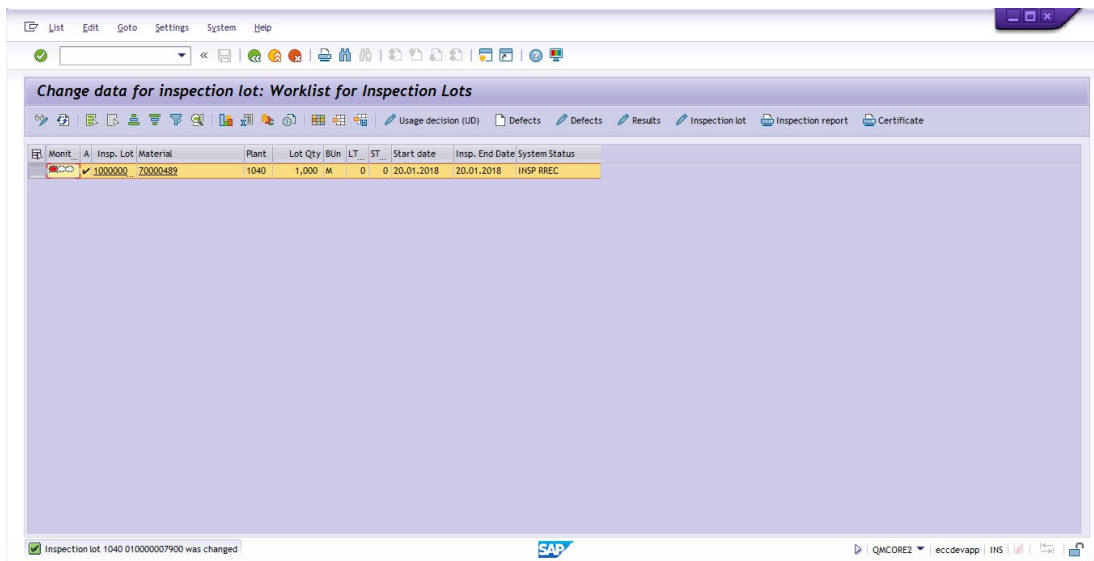 List Edit Goto Settings System Help
Change data for inspection lot: Worklist for Inspection Lots
Usage decision (UD) Defects Defects Results Inspection lot Inspection report Certificate
Monit... A Insp. Lot Material Plant Lot Qty BUn LT... ST... Start date Insp. End Date System Status
1000000... 70000489 1040 1,000 M 0 0 20.01.2018 20.01.2018 INSP RREC
Inspection lot 1040 010000007900 was changed SAP QMCORE2 eccdevapp INS